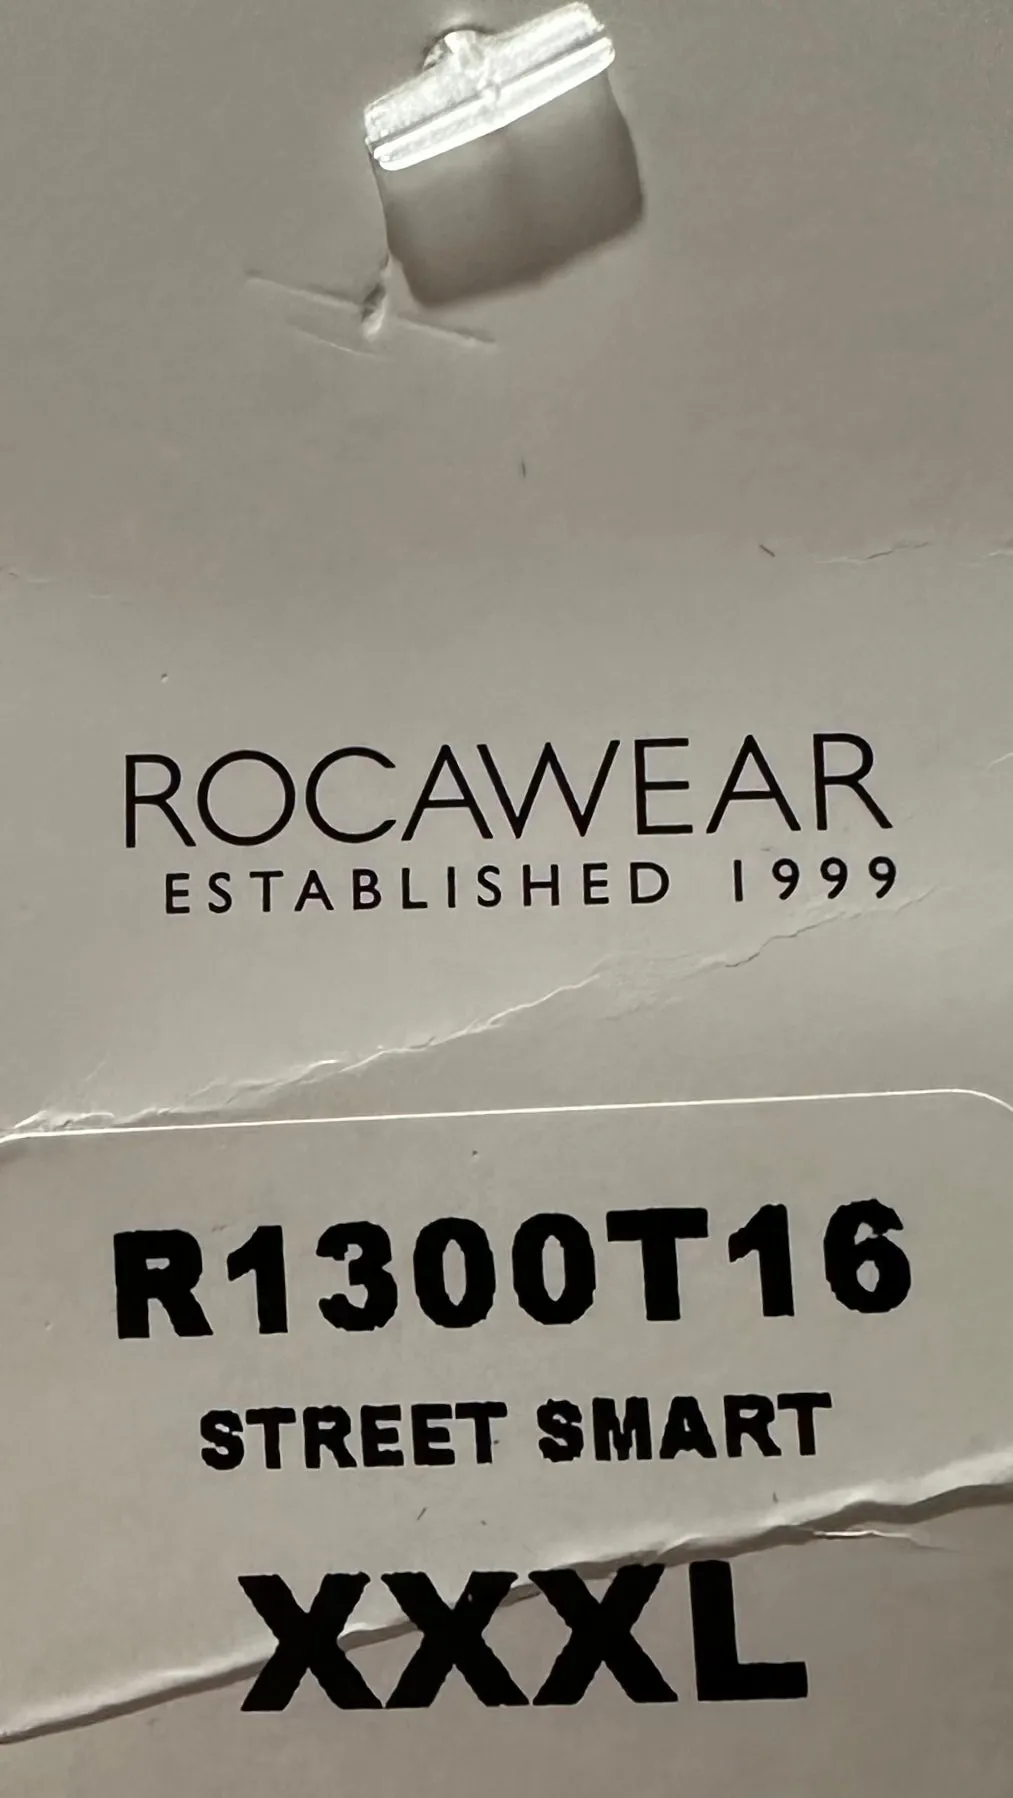 ROCAWEAR
ESTABLISHED 1999
R1300T16
STREET SMART
XXXL